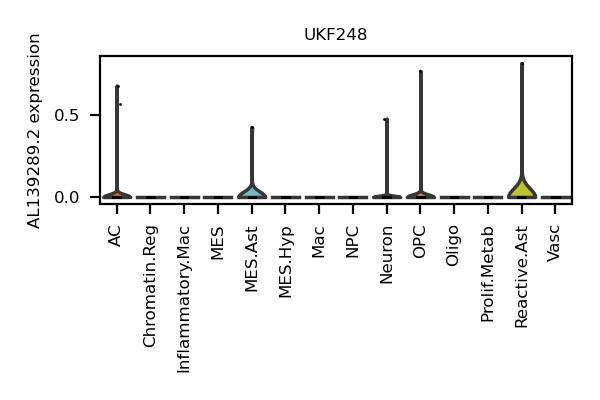 UKF248
AL139289.2 expression
0.5
0.0
AC
Chromatin.Reg
Inflammatory.Mac
MES
MES.Ast
MES.Hyp
Mac
NPC
Neuron
OPC
Oligo
Prolif.Metab
Reactive.Ast
Vasc